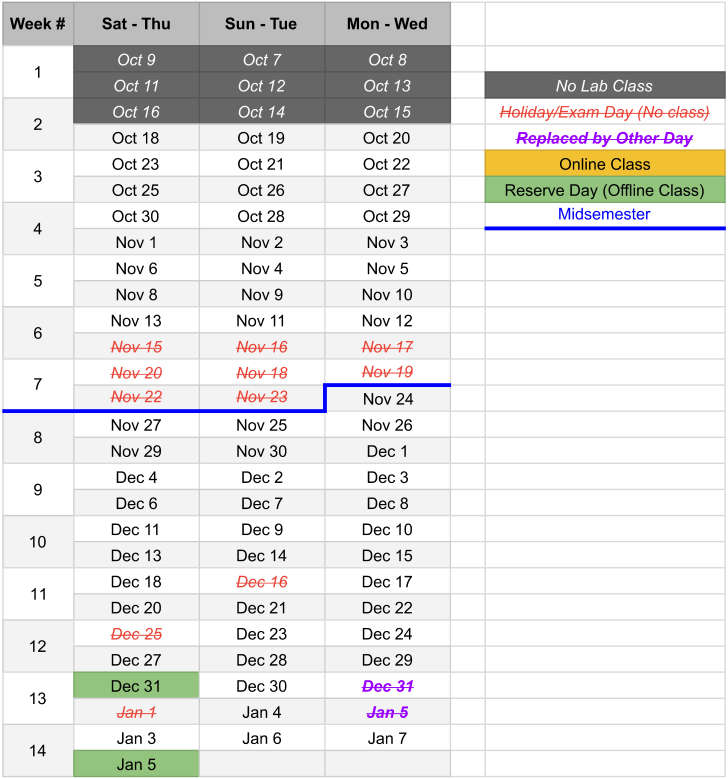 Week # Sat - Thu Sun - Tue Mon - Wed
1 Oct 9 Oct 7 Oct 8
Oct 11 Oct 12 Oct 13 No Lab Class
2 Oct 16 Oct 14 Oct 15 Holiday/Exam Day (No class)
Oct 18 Oct 19 Oct 20 Replaced by Other Day
3 Oct 23 Oct 21 Oct 22 Online Class
Oct 25 Oct 26 Oct 27 Reserve Day (Offline Class)
4 Oct 30 Oct 28 Oct 29 Midsemester
Nov 1 Nov 2 Nov 3
5 Nov 6 Nov 4 Nov 5
Nov 8 Nov 9 Nov 10
6 Nov 13 Nov 11 Nov 12
Nov 15 Nov 16 Nov 17
7 Nov 20 Nov 18 Nov 19
Nov 22 Nov 23 Nov 24
8 Nov 27 Nov 25 Nov 26
Nov 29 Nov 30 Dec 1
9 Dec 4 Dec 2 Dec 3
Dec 6 Dec 7 Dec 8
10 Dec 11 Dec 9 Dec 10
Dec 13 Dec 14 Dec 15
11 Dec 18 Dec 16 Dec 17
Dec 20 Dec 21 Dec 22
12 Dec 25 Dec 23 Dec 24
Dec 27 Dec 28 Dec 29
13 Dec 31 Dec 30 Dec 31
Jan 1 Jan 4 Jan 5
14 Jan 3 Jan 6 Jan 7
Jan 5